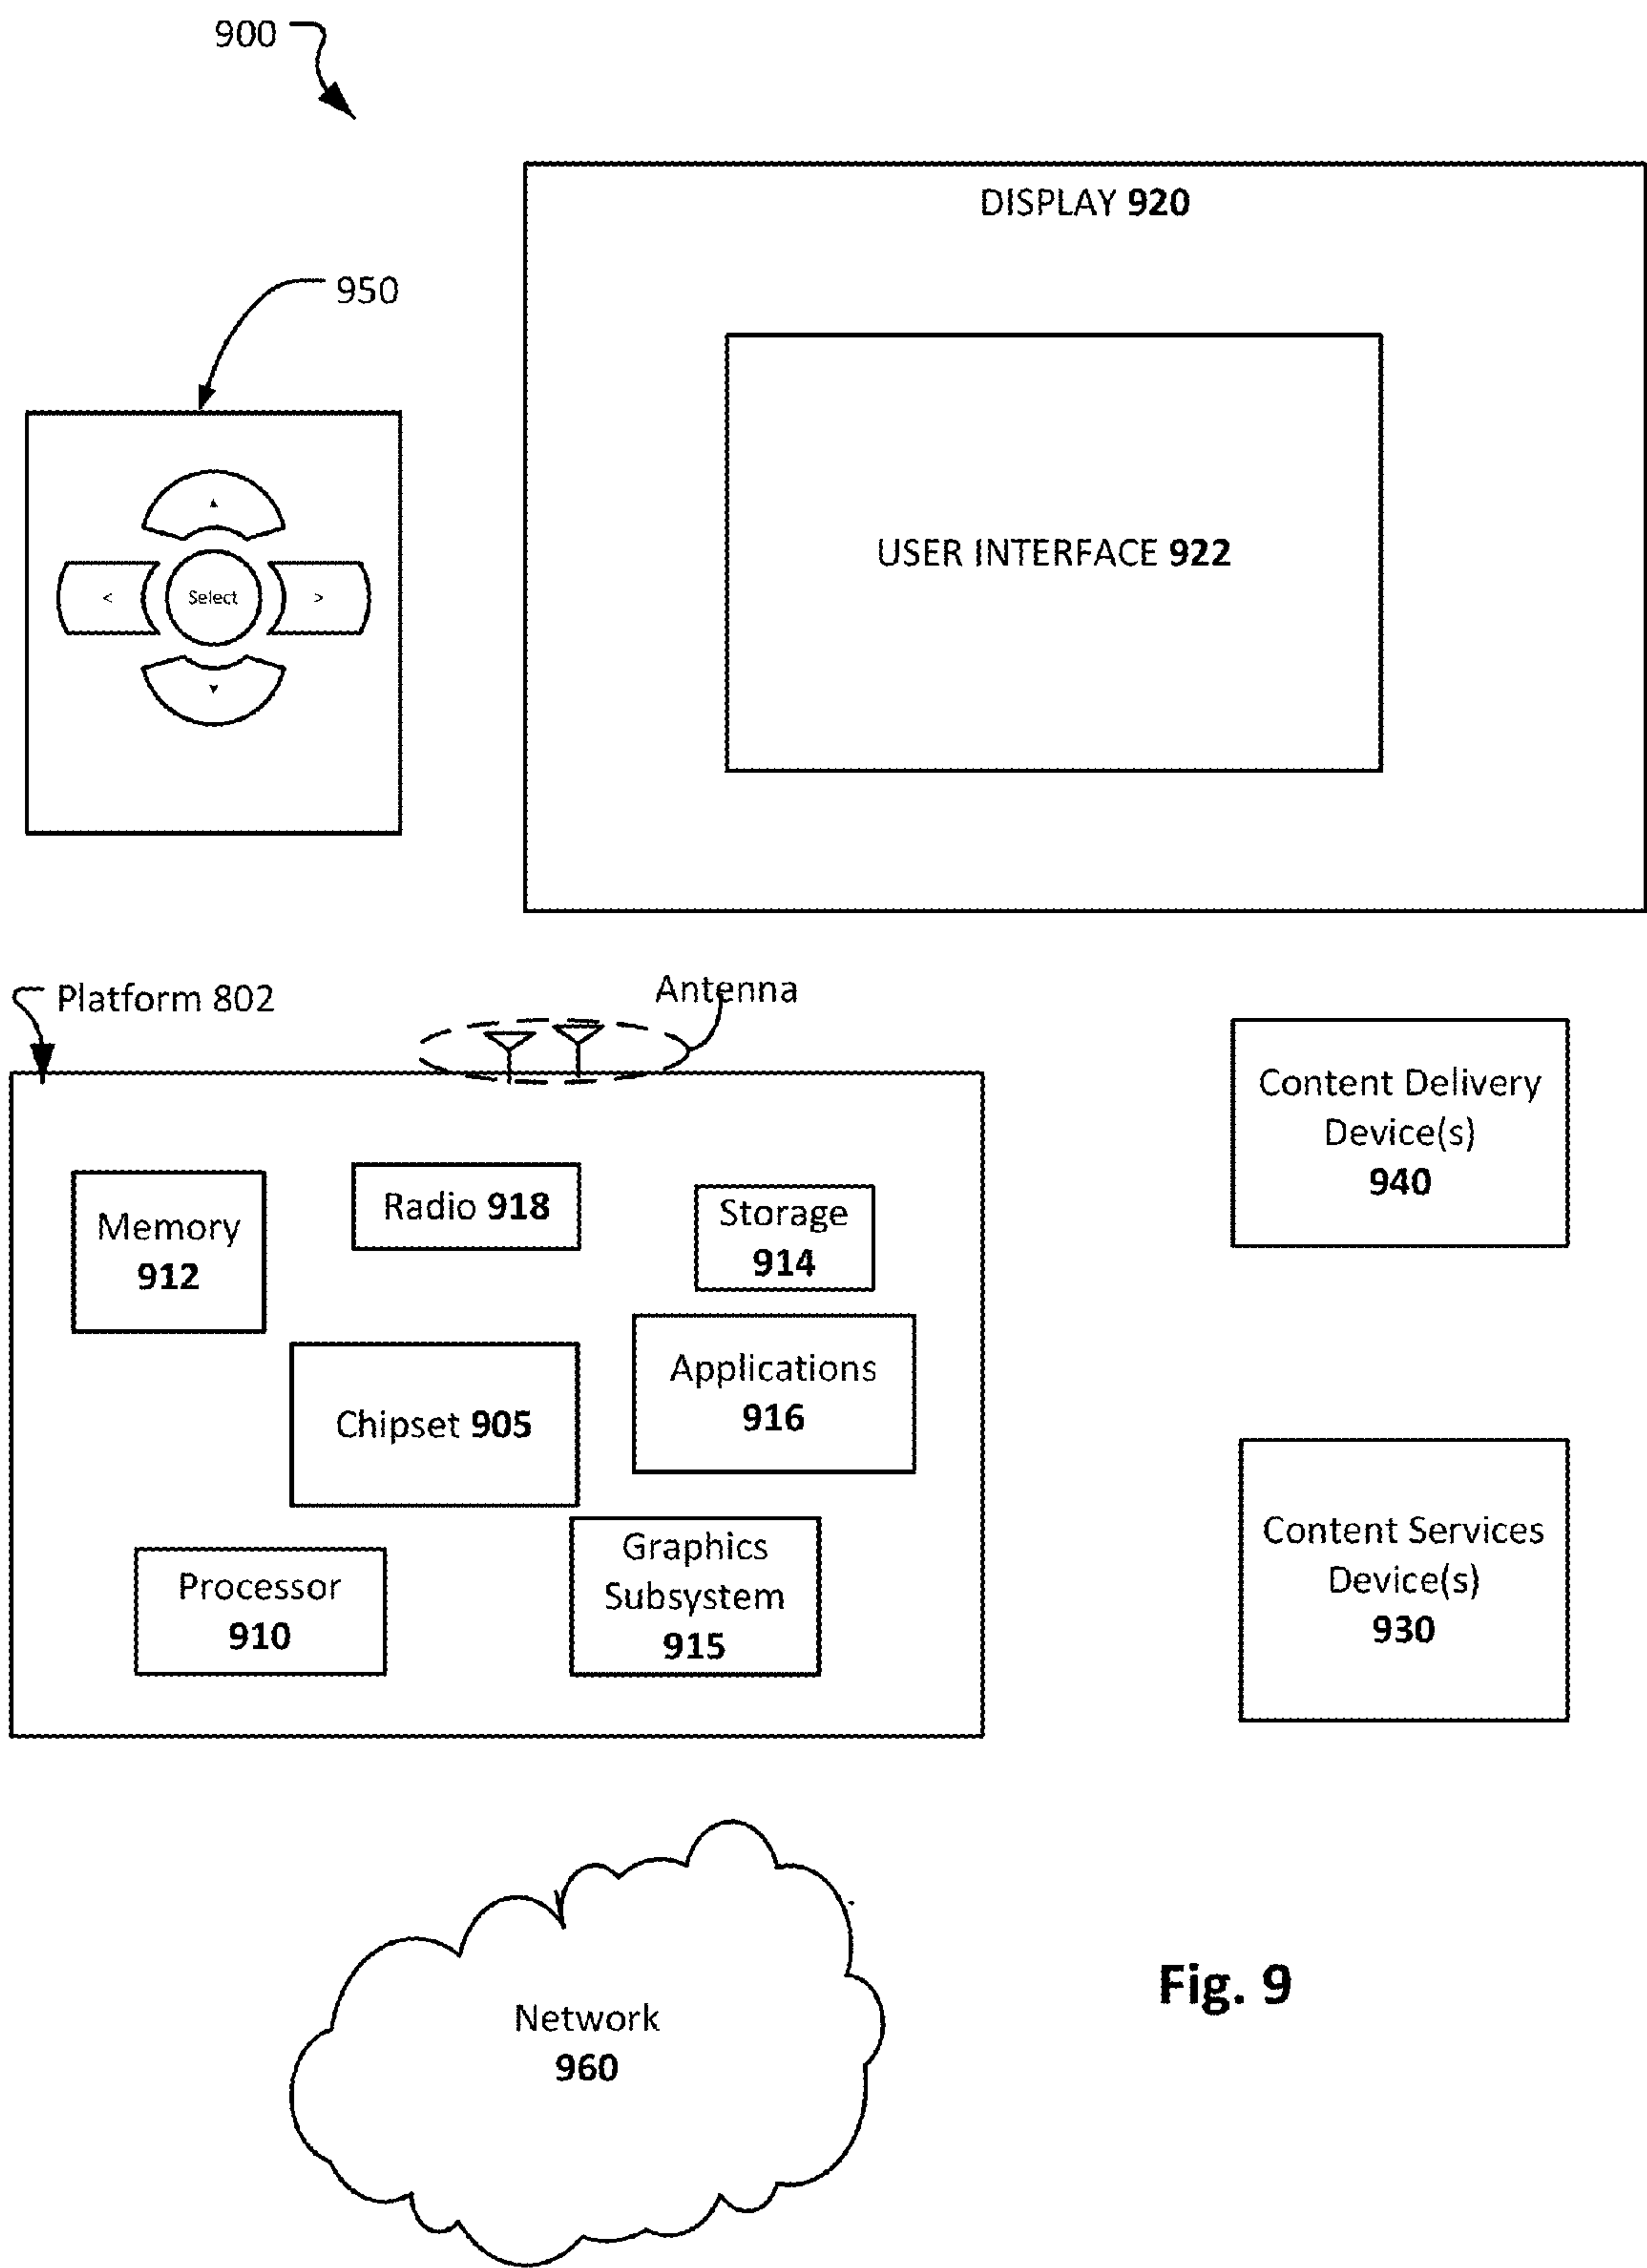 900
DISPLAY 920
950
USER INTERFACE 922
▲
< Select >
▼
Platform 802
Antenna
Content Delivery
Device(s)
940
Memory
912
Radio 918
Storage
914
Applications
916
Chipset 905
Processor
910
Graphics
Subsystem
915
Content Services
Device(s)
930
Network
960
Fig. 9